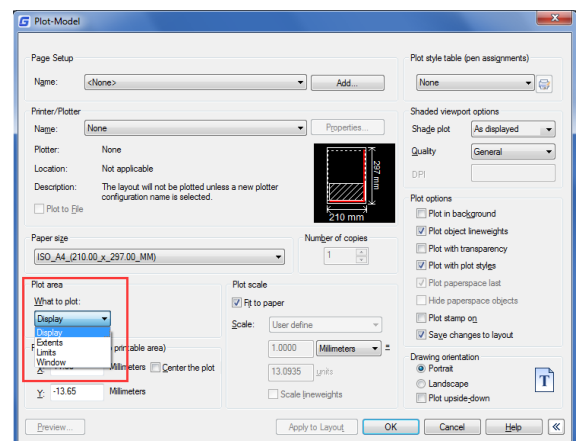 Plot-Model
Page Setup
Name: <None> Add...
Printer/Plotter
Name: None Properties...
Plotter: None
Location: Not applicable
Description: The layout will not be plotted unless a new plotter
configuration name is selected.
Plot to File
297 mm
210 mm
Paper size
ISO_A4_(210.00_x_297.00_MM)
Number of copies
1
Plot area
What to plot:
Display
Display
Extents
Limits
Window
printable area)
X: Millimeters Center the plot
Y: -13.65 Millimeters
Plot scale
Fit to paper
Scale: User define
1.0000 Millimeters =
13.0935 units
Scale lineweights
Plot style table (pen assignments)
None
Shaded viewport options
Shade plot As displayed
Quality General
DPI
Plot options
Plot in background
Plot object lineweights
Plot with transparency
Plot with plot styles
Plot paperspace last
Hide paperspace objects
Plot stamp on
Save changes to layout
Drawing orientation
Portrait
Landscape
Plot upside-down
Preview... Apply to Layout OK Cancel Help